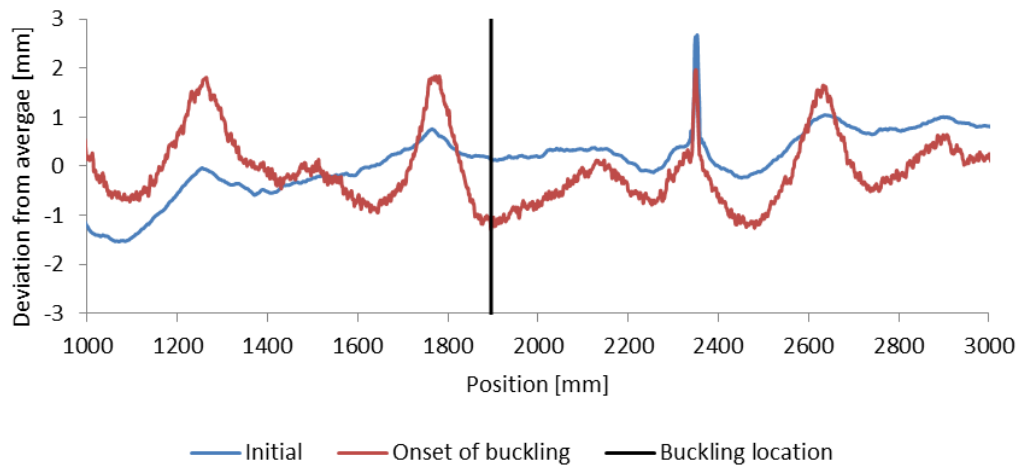 Deviation from avergae [mm]
3
2
1
0
-1
-2
-3
1000 1200 1400 1600 1800 2000 2200 2400 2600 2800 3000
Position [mm]
Initial Onset of buckling Buckling location